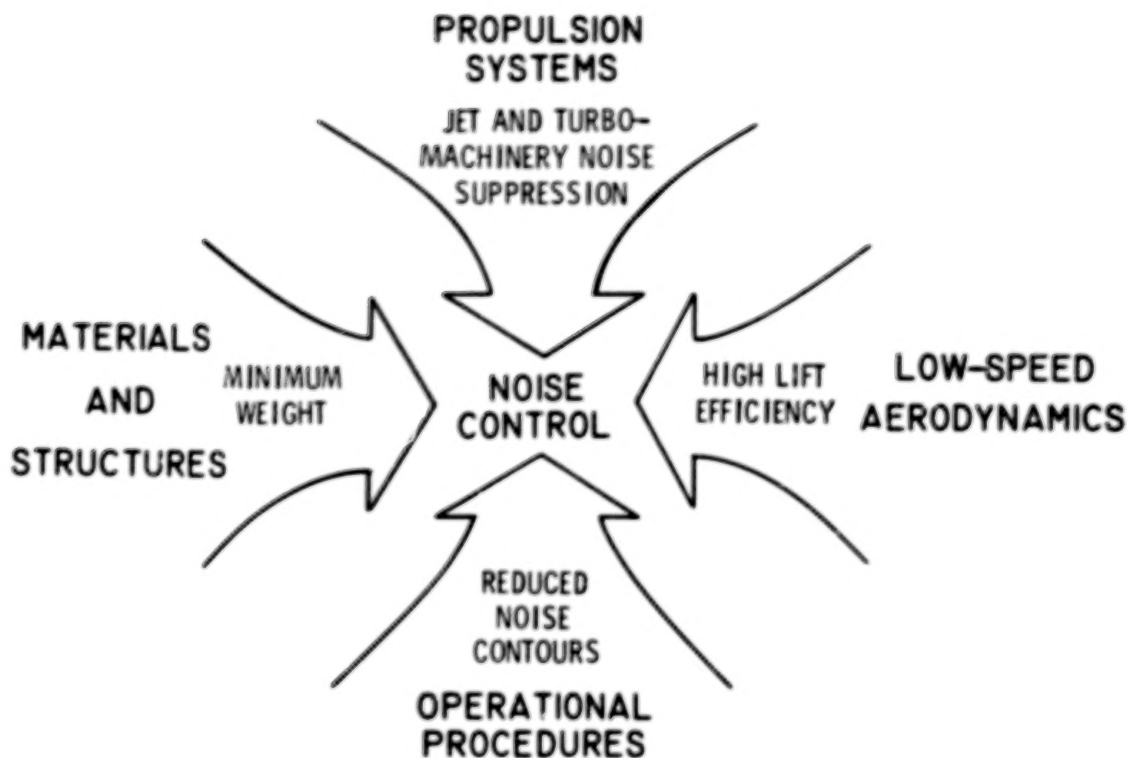 PROPULSION
SYSTEMS
JET AND TURBO-
MACHINERY NOISE
SUPPRESSION
MATERIALS
AND
STRUCTURES
MINIMUM
WEIGHT
NOISE
CONTROL
HIGH LIFT
EFFICIENCY
LOW-SPEED
AERODYNAMICS
REDUCED
NOISE
CONTOURS
OPERATIONAL
PROCEDURES